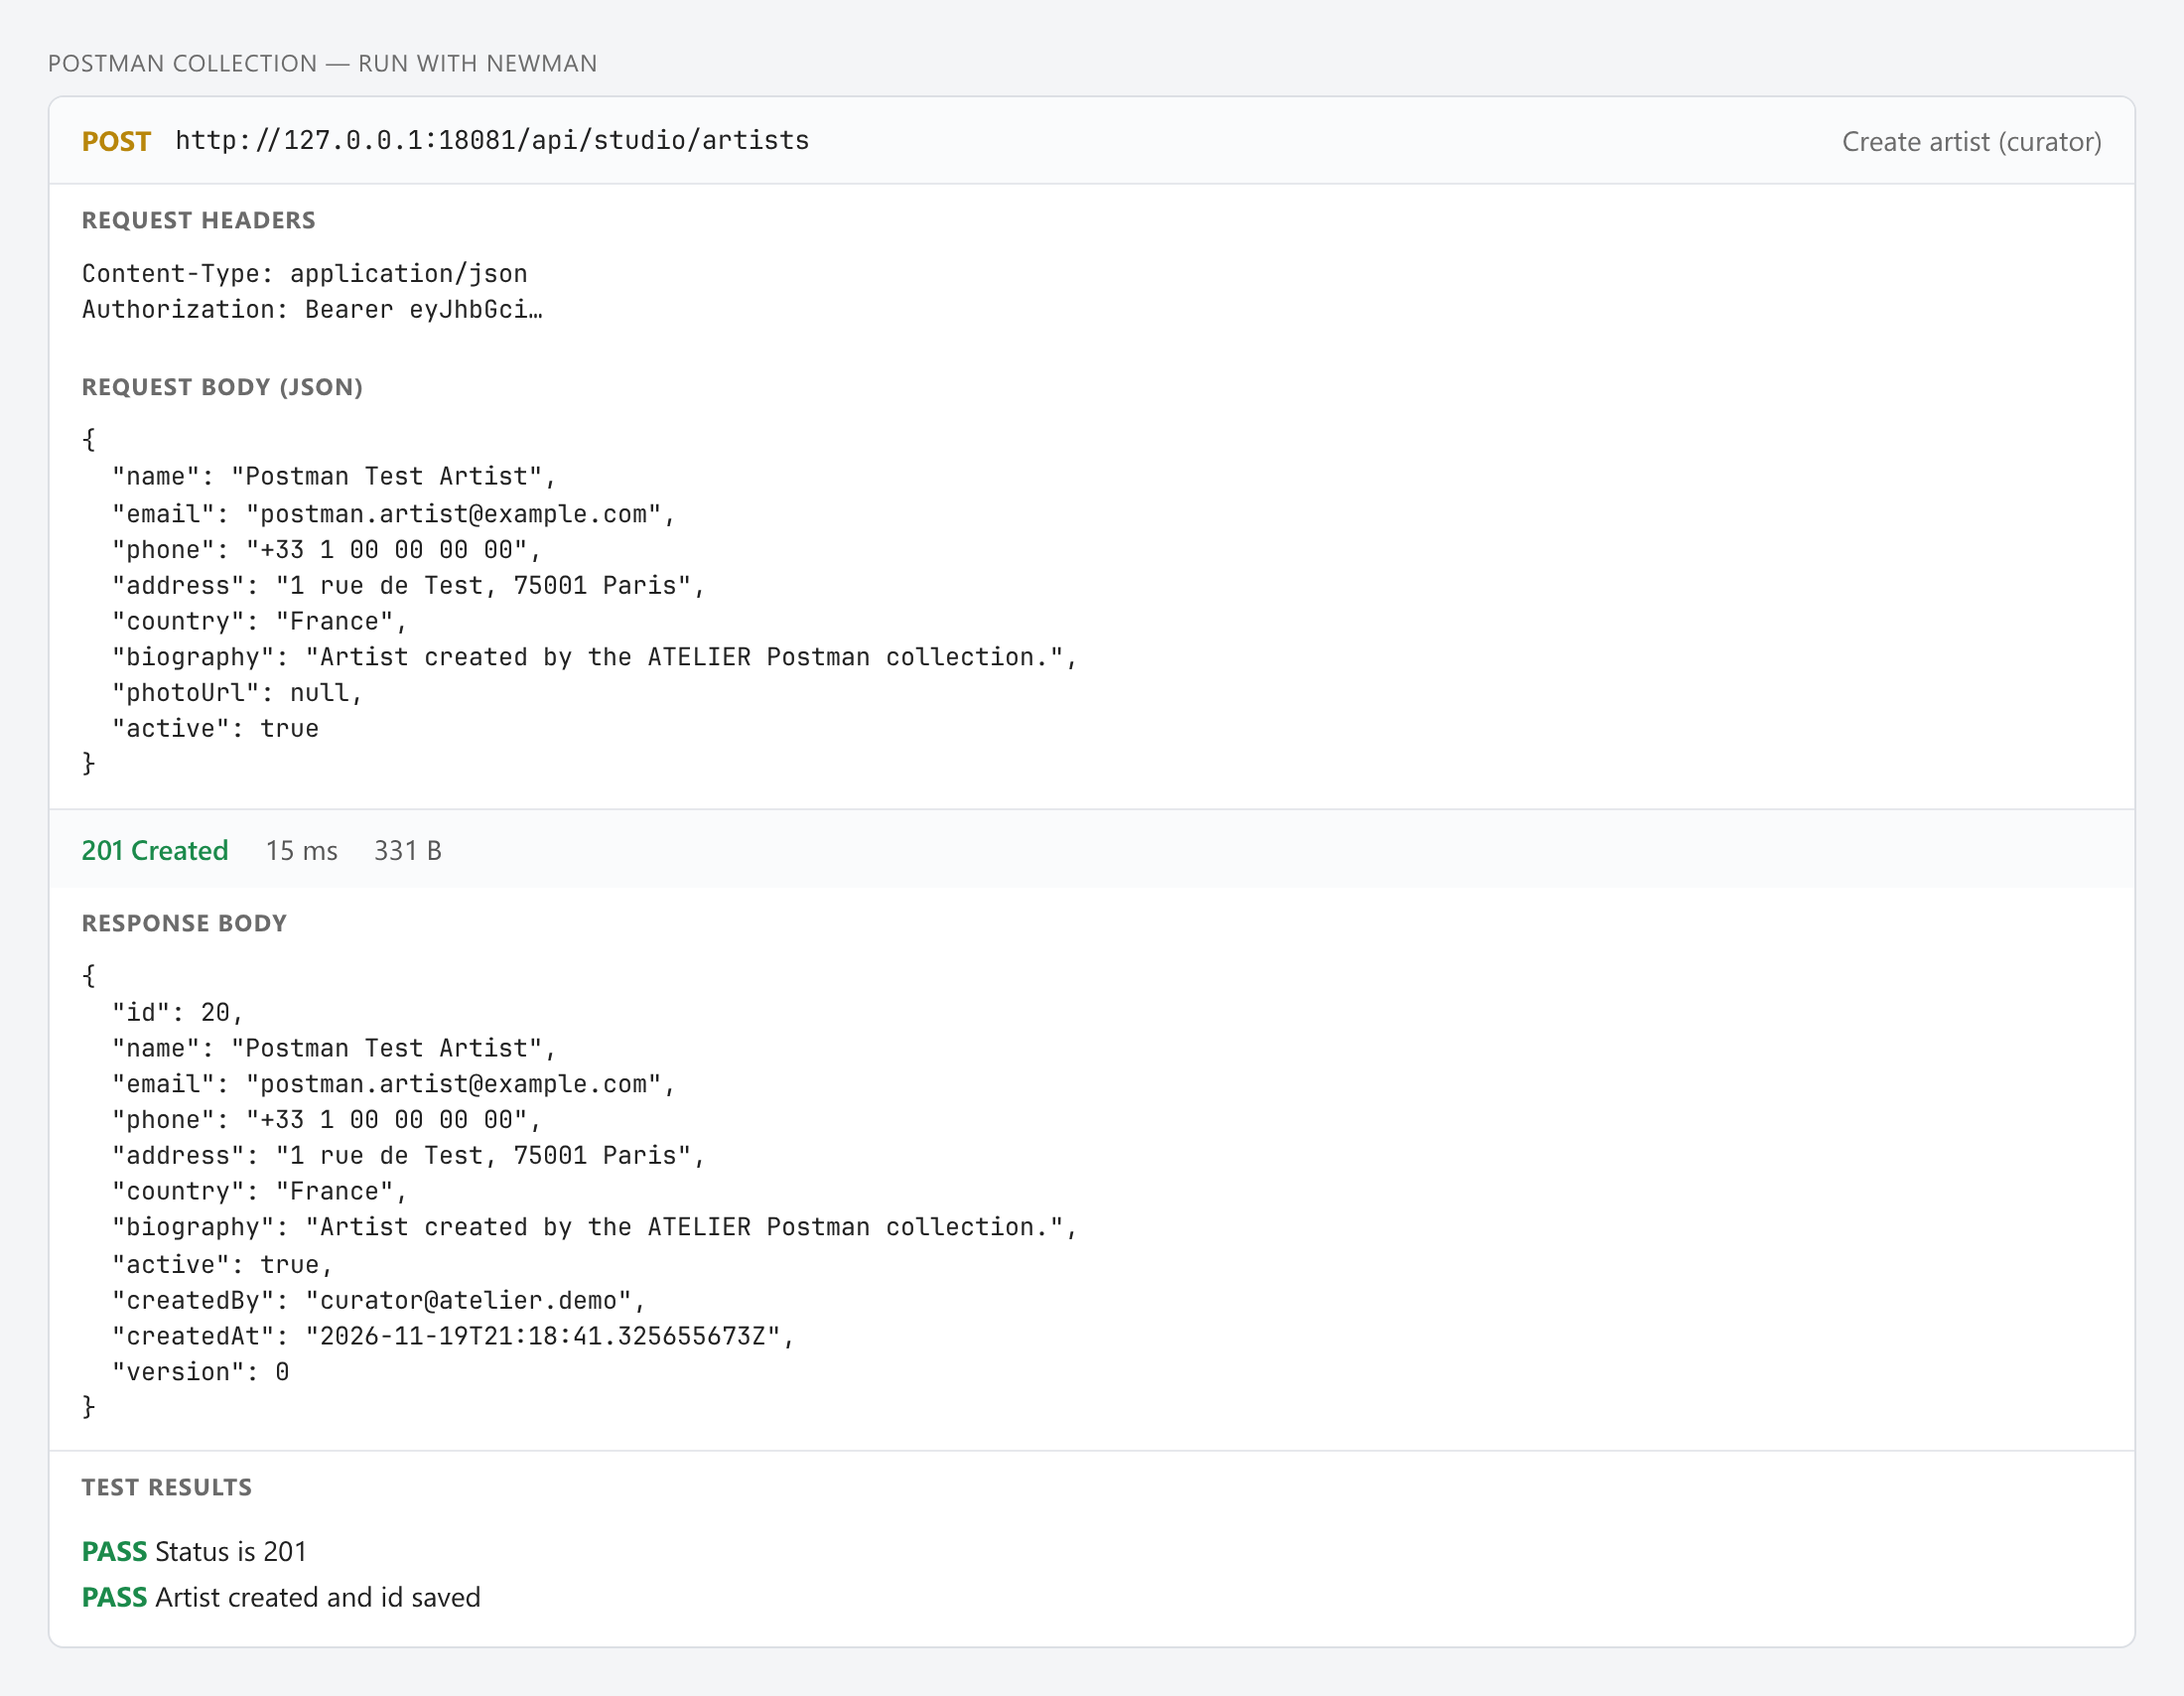 POSTMAN COLLECTION — RUN WITH NEWMAN
POST http://127.0.0.1:18081/api/studio/artists Create artist (curator)
REQUEST HEADERS
Content-Type: application/json
Authorization: Bearer eyJhbGci…
REQUEST BODY (JSON)
{
  "name": "Postman Test Artist",
  "email": "postman.artist@example.com",
  "phone": "+33 1 00 00 00 00",
  "address": "1 rue de Test, 75001 Paris",
  "country": "France",
  "biography": "Artist created by the ATELIER Postman collection.",
  "photoUrl": null,
  "active": true
}
201 Created 15 ms 331 B
RESPONSE BODY
{
  "id": 20,
  "name": "Postman Test Artist",
  "email": "postman.artist@example.com",
  "phone": "+33 1 00 00 00 00",
  "address": "1 rue de Test, 75001 Paris",
  "country": "France",
  "biography": "Artist created by the ATELIER Postman collection.",
  "active": true,
  "createdBy": "curator@atelier.demo",
  "createdAt": "2026-11-19T21:18:41.325655673Z",
  "version": 0
}
TEST RESULTS
PASS Status is 201
PASS Artist created and id saved